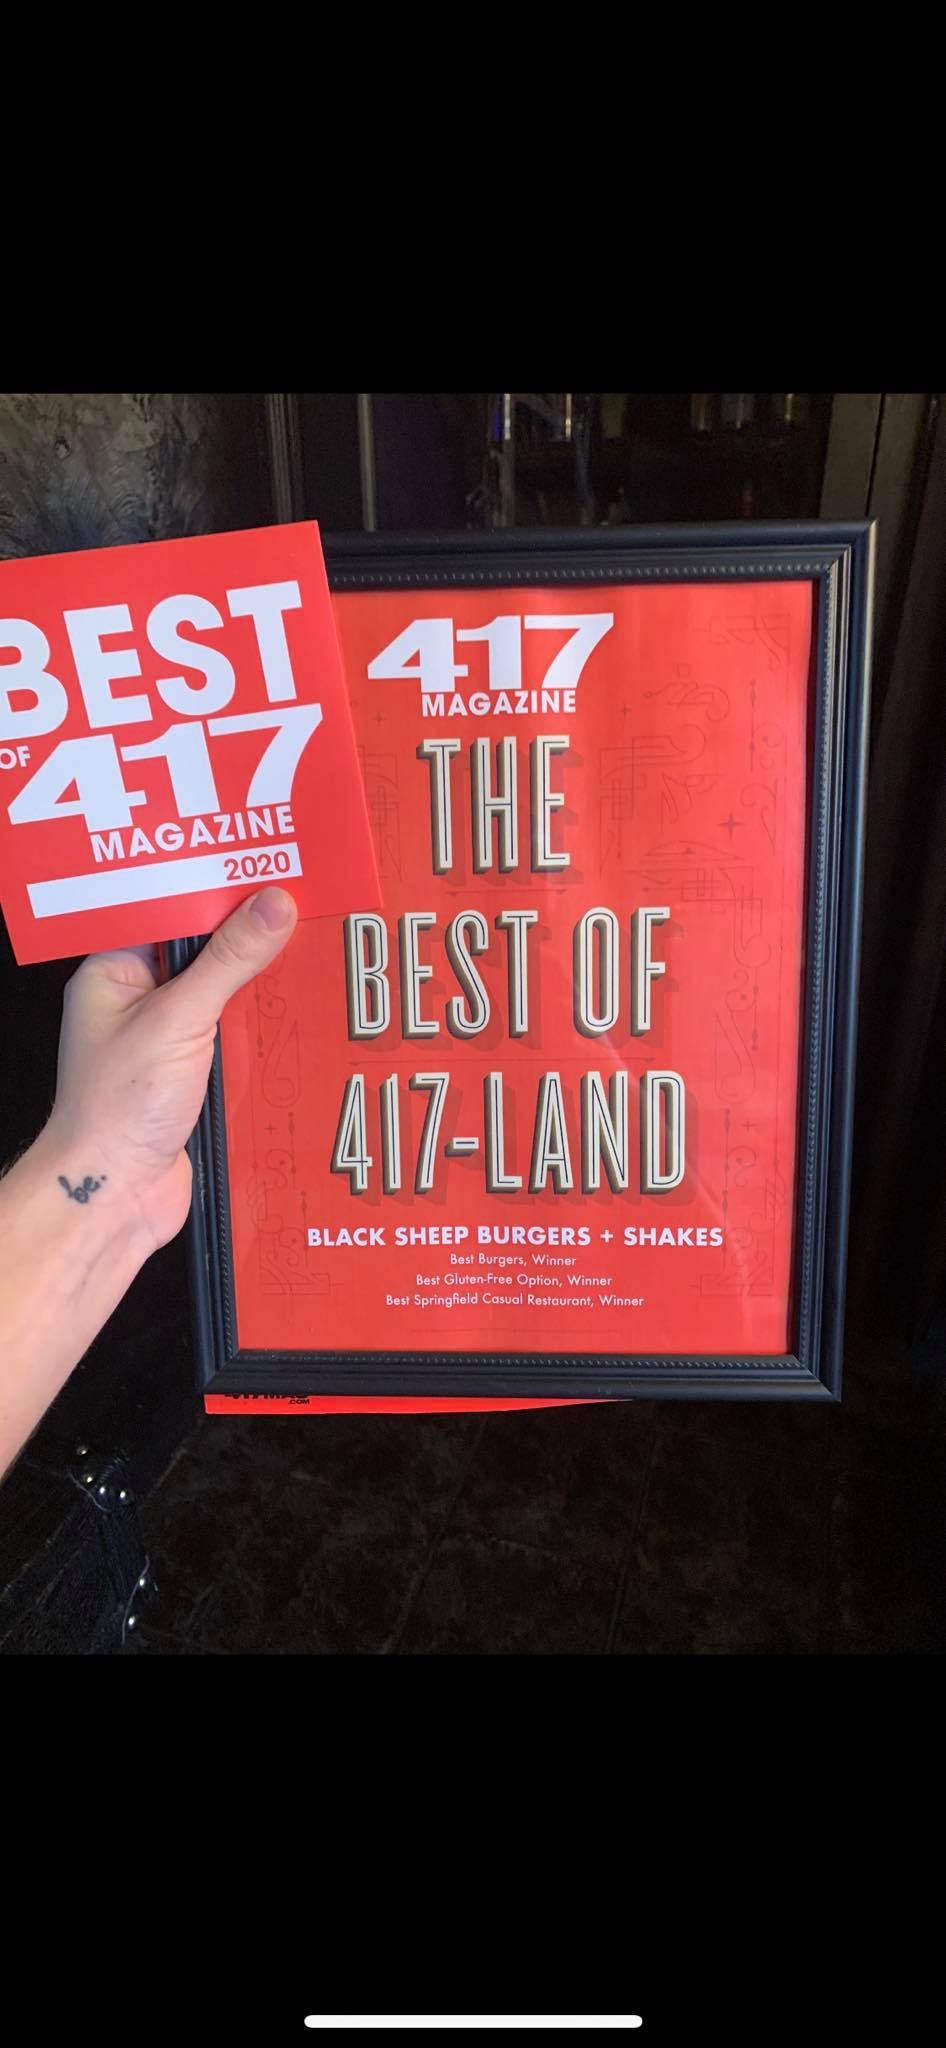 BEST
OF 417
MAGAZINE
2020
417
MAGAZINE
THE
BEST OF
417-LAND
BLACK SHEEP BURGERS + SHAKES
Best Burgers, Winner
Best Gluten-Free Option, Winner
Best Springfield Casual Restaurant, Winner
.COM
be.